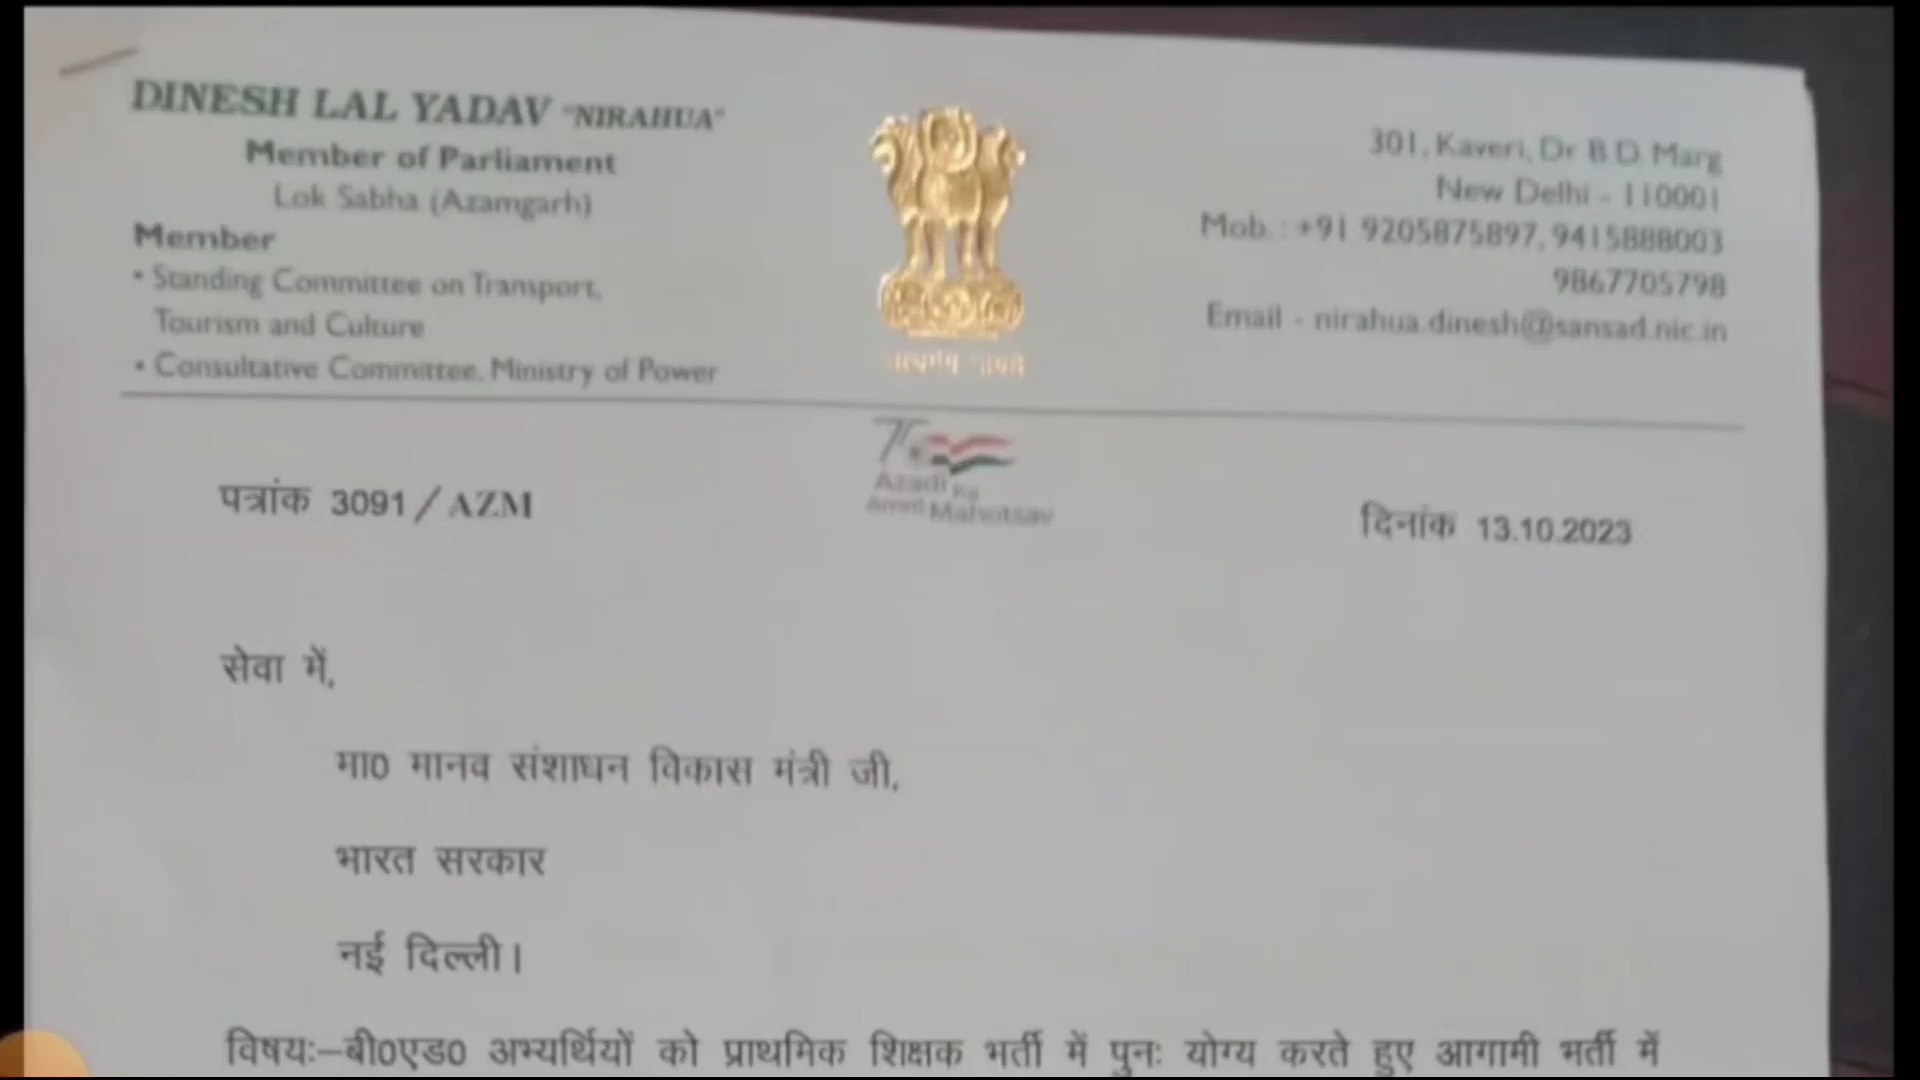 DINESH LAL YADAV "NIRAHUA"
Member of Parliament
Lok Sabha (Azamgarh)
Member
• Standing Committee on Transport,
Tourism and Culture
• Consultative Committee, Ministry of Power
301, Kaveri, Dr B.D. Marg
New Delhi - 110001
Mob. : +91 9205875897, 9415888003
9867705798
Email - nirahua.dinesh@sansad.nic.in
Azadi Ka
Amrit Mahotsav
पत्रांक 3091/AZM
दिनांक 13.10.2023
सेवा में,
मा0 मानव संशाधन विकास मंत्री जी,
भारत सरकार
नई दिल्ली।
विषयः–बी0एड0 अभ्यर्थियों को प्राथमिक शिक्षक भर्ती में पुनः योग्य करते हुए आगामी भर्ती में